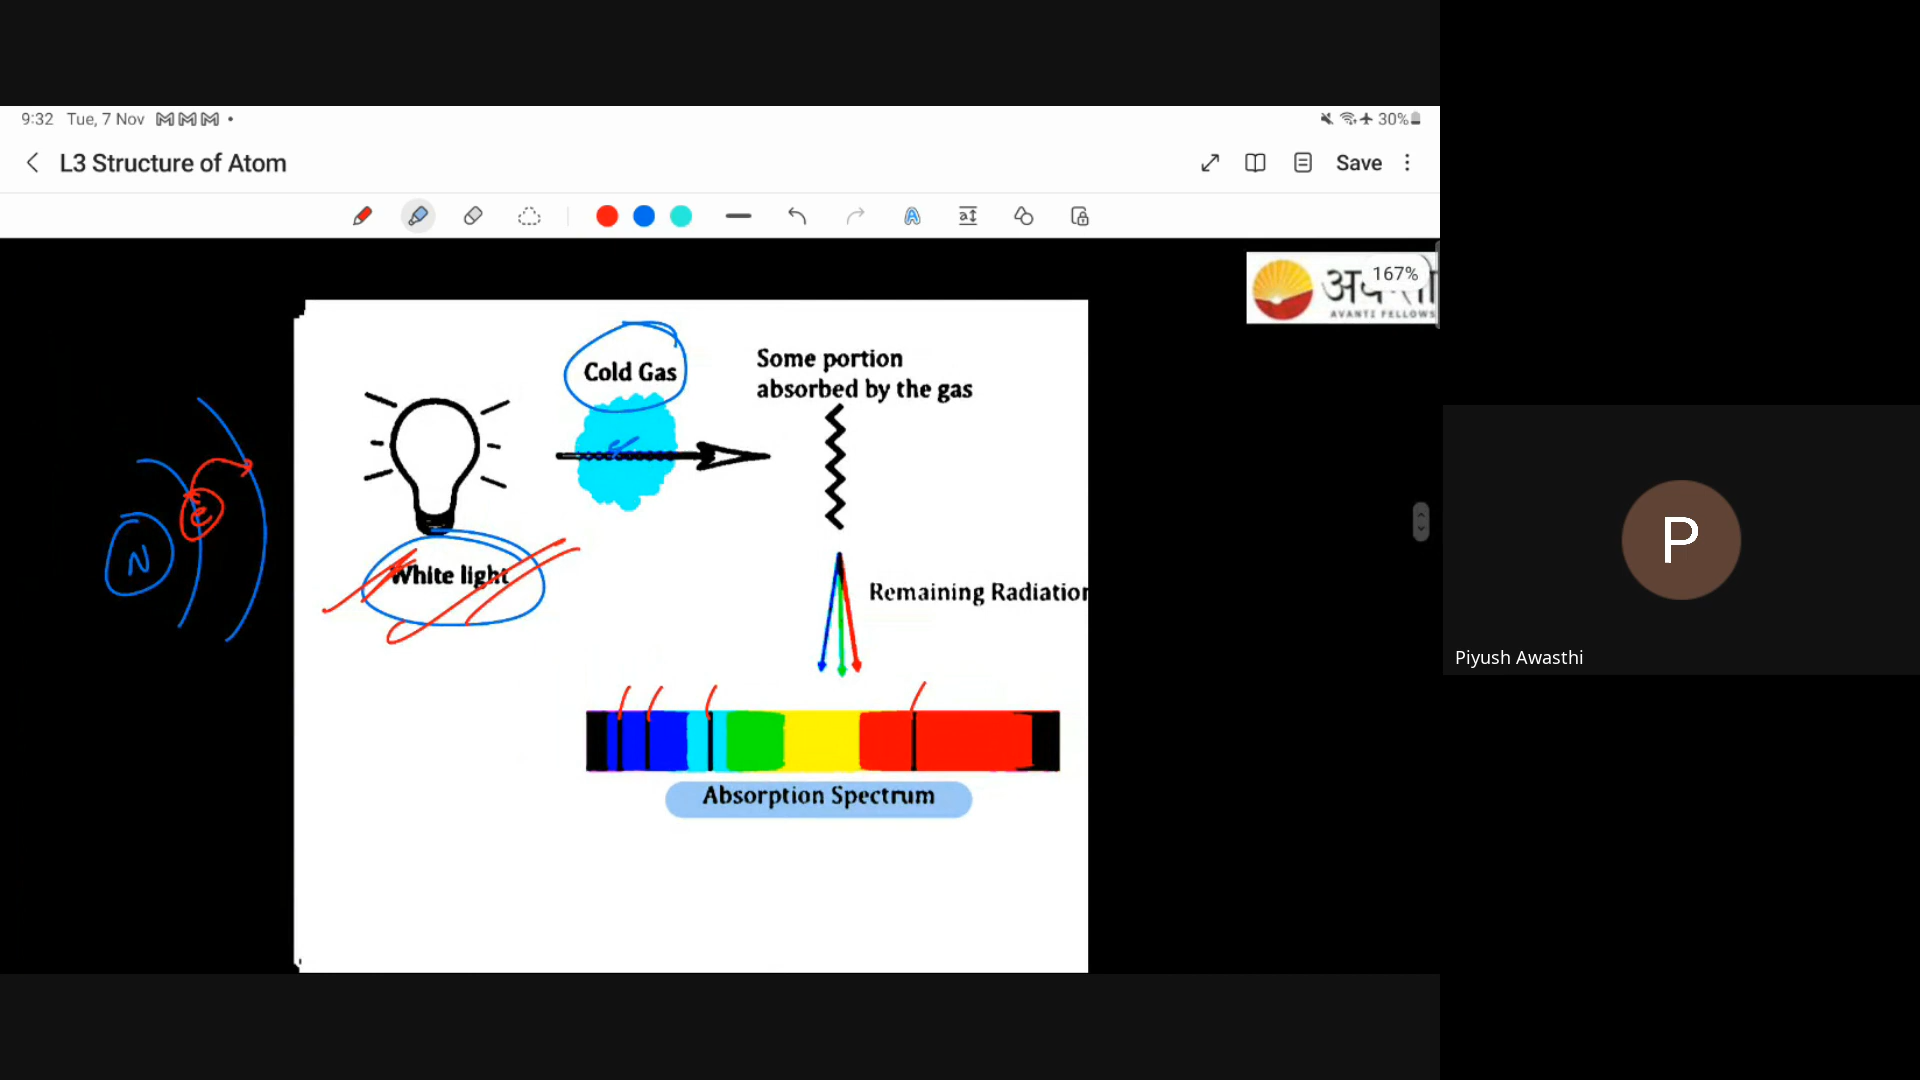 9:32 Tue, 7 Nov
30%
L3 Structure of Atom
Save
167%
AVANTI FELLOWS
Cold Gas
Some portion
absorbed by the gas
N
e
White light
Remaining Radiation
Absorption Spectrum
P
Piyush Awasthi